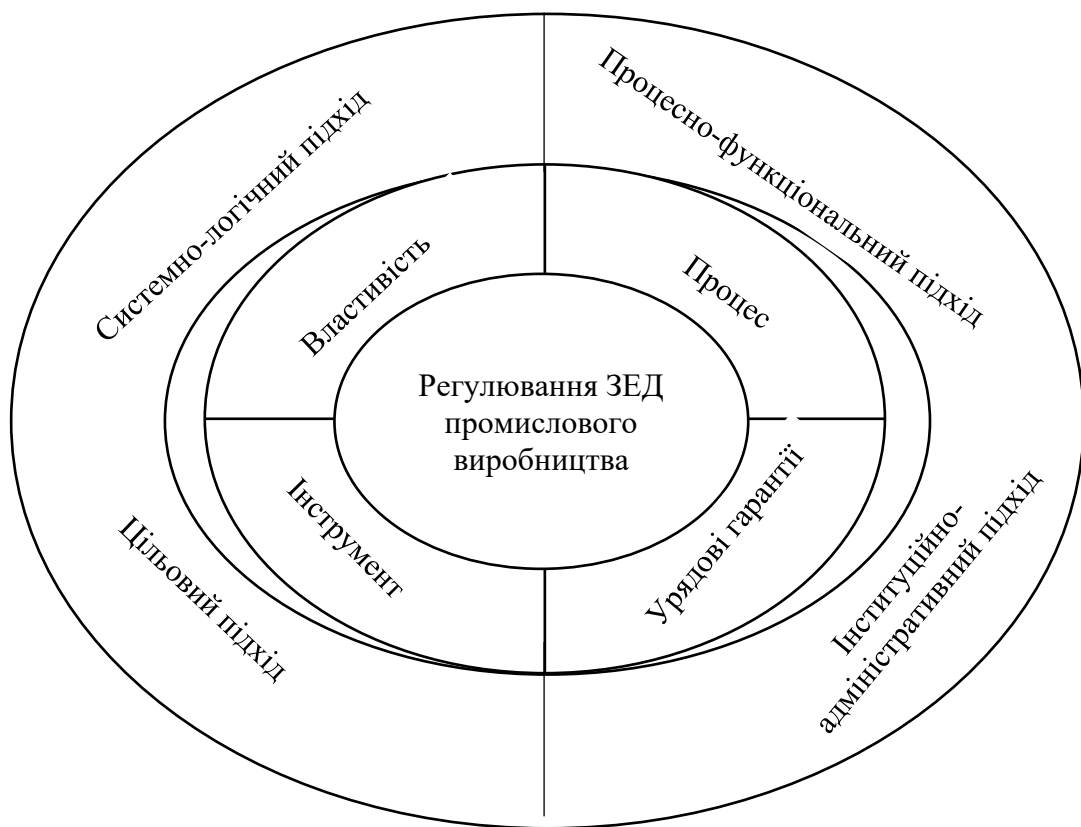 Системно-логічний підхід
Процесно-функціональний підхід
Властивість
Процес
Регулювання ЗЕД
промислового
виробництва
Інструмент
Урядові гарантії
Цільовий підхід
Інституційно-
адміністративний підхід